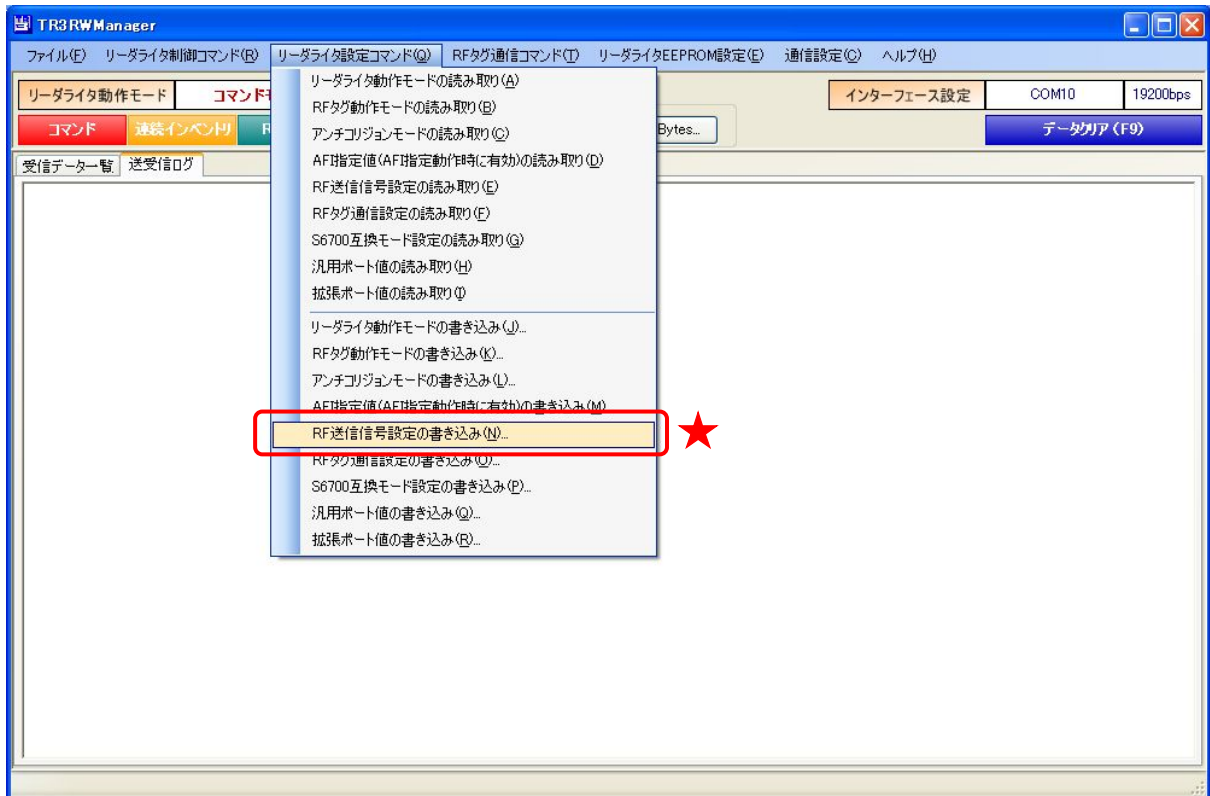 TR3RWManager
ファイル(F) リーダライタ制御コマンド(R) リーダライタ設定コマンド(Q) RFタグ通信コマンド(T) リーダライタEEPROM設定(E) 通信設定(C) ヘルプ(H)
リーダライタ動作モード コマンドモ インターフェース設定 COM10 19200bps
コマンド 連続インベントリ R Bytes... データクリア(F9)
受信データ一覧 送受信ログ
リーダライタ動作モードの読み取り(A)
RFタグ動作モードの読み取り(B)
アンチコリジョンモードの読み取り(C)
AFI指定値(AFI指定動作時に有効)の読み取り(D)
RF送信信号設定の読み取り(E)
RFタグ通信設定の読み取り(F)
S6700互換モード設定の読み取り(G)
汎用ポート値の読み取り(H)
拡張ポート値の読み取り(I)
リーダライタ動作モードの書き込み(J)...
RFタグ動作モードの書き込み(K)...
アンチコリジョンモードの書き込み(L)...
AFI指定値(AFI指定動作時に有効)の書き込み(M)
RF送信信号設定の書き込み(N)...
RFタグ通信設定の書き込み(O)...
S6700互換モード設定の書き込み(P)...
汎用ポート値の書き込み(Q)...
拡張ポート値の書き込み(R)...